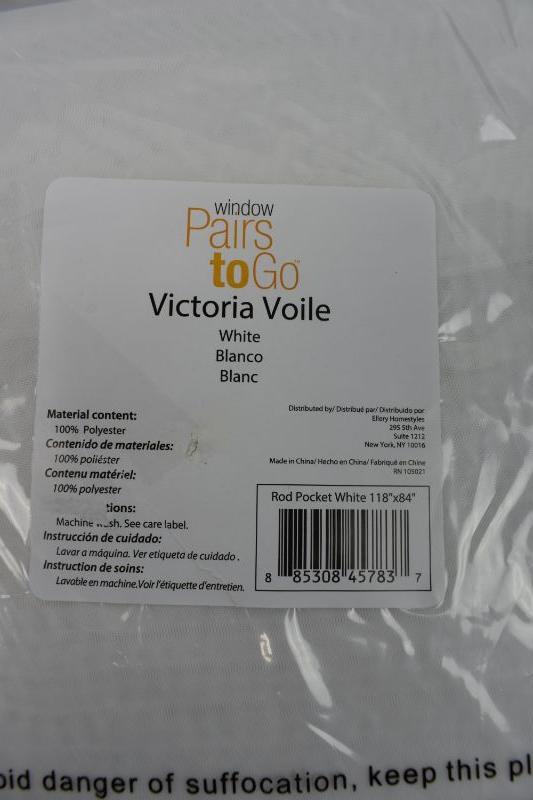 window
Pairs
toGo™
Victoria Voile
White
Blanco
Blanc
Material content:
100% Polyester
Contenido de materiales:
100% poliéster
Contenu matériel:
100% polyester
Machine See care label.
Instrucción de cuidado:
Lavar a máquina. Ver etiqueta de cuidado.
Instruction de soins:
Lavable en machine.Voir l'étiquette d'entretien.
Distributed by/ Distribué par/ Distribuido por
Ellery Homestyles
295 5th Ave
Suite 1212
New York, NY 10016
Made in China/ Hecho en China/ Fabriqué en Chine
RN 105021
Rod Pocket White 118"x84"
8 85308 45783 7
danger of suffocation, keep this